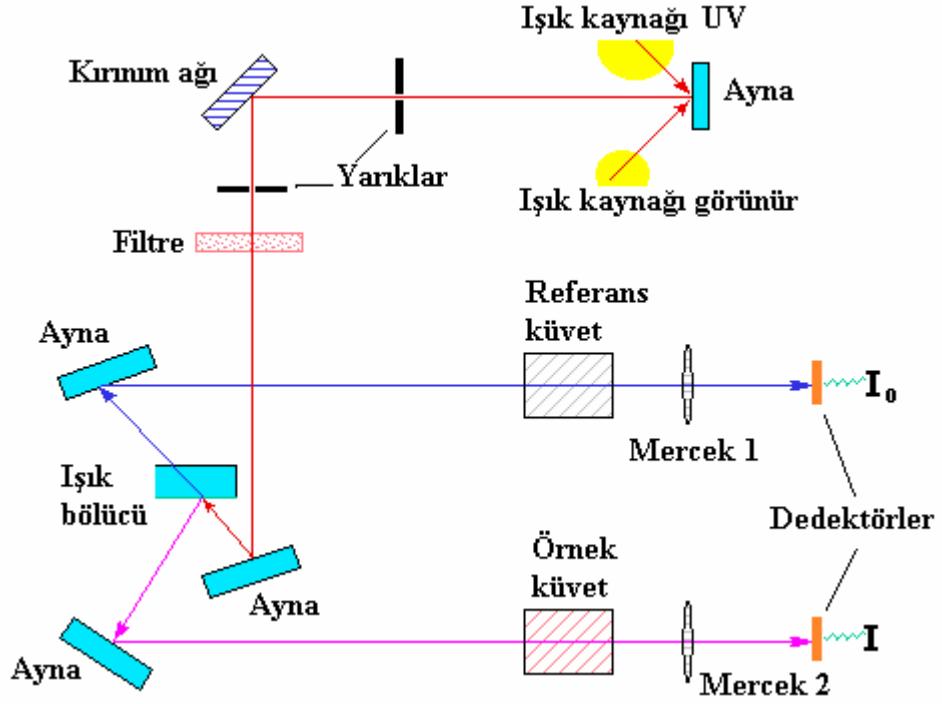 Işık kaynağı UV
Kırınım ağı
Ayna
Yarıklar
Işık kaynağı görünür
Filtre
Referans
küvet
Ayna
I₀
Mercek 1
Işık
bölücü
Dedektörler
Örnek
küvet
Ayna
I
Ayna
Mercek 2